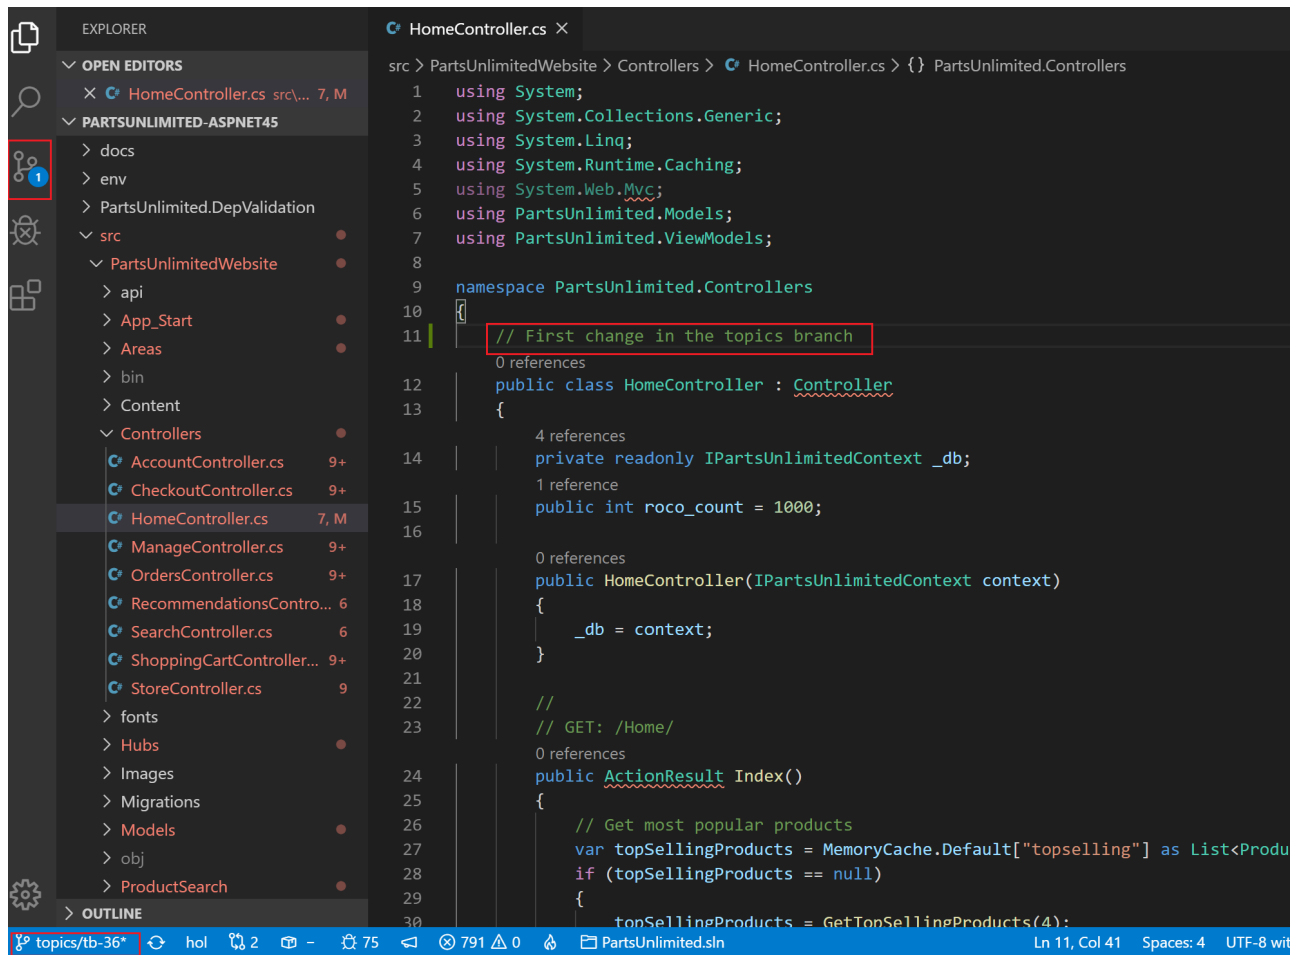 EXPLORER
OPEN EDITORS
HomeController.cs src\... 7, M
PARTSUNLIMITED-ASPNET45
docs
env
PartsUnlimited.DepValidation
src
PartsUnlimitedWebsite
api
App_Start
Areas
bin
Content
Controllers
AccountController.cs 9+
CheckoutController.cs 9+
HomeController.cs 7, M
ManageController.cs 9+
OrdersController.cs 9+
RecommendationsContro... 6
SearchController.cs 6
ShoppingCartController... 9+
StoreController.cs 9
fonts
Hubs
Images
Migrations
Models
obj
ProductSearch
OUTLINE
1
HomeController.cs
src > PartsUnlimitedWebsite > Controllers > HomeController.cs > {} PartsUnlimited.Controllers
1 using System;
2 using System.Collections.Generic;
3 using System.Linq;
4 using System.Runtime.Caching;
5 using System.Web.Mvc;
6 using PartsUnlimited.Models;
7 using PartsUnlimited.ViewModels;
8
9 namespace PartsUnlimited.Controllers
10 {
11 // First change in the topics branch
0 references
12 public class HomeController : Controller
13 {
4 references
14 private readonly IPartsUnlimitedContext _db;
1 reference
15 public int roco_count = 1000;
16
0 references
17 public HomeController(IPartsUnlimitedContext context)
18 {
19 _db = context;
20 }
21
22 //
23 // GET: /Home/
0 references
24 public ActionResult Index()
25 {
26 // Get most popular products
27 var topSellingProducts = MemoryCache.Default["topselling"] as List<Produ
28 if (topSellingProducts == null)
29 {
30 topSellingProducts = GetTopSellingProducts(4);
topics/tb-36* hol 2 – 75 791 0 PartsUnlimited.sln Ln 11, Col 41 Spaces: 4 UTF-8 wit